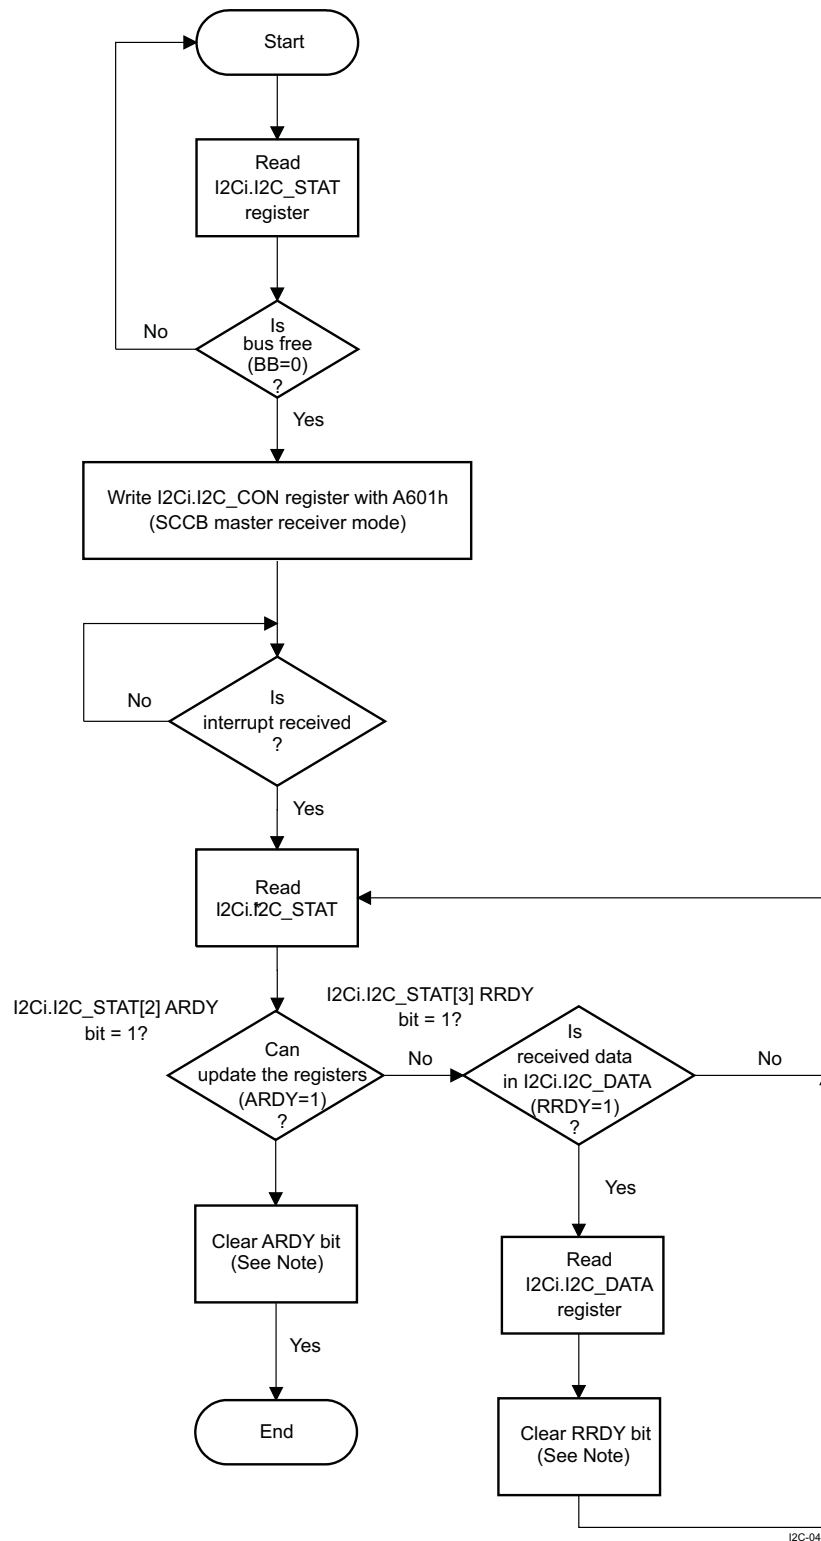 Start
Read
I2Ci.I2C_STAT
register
Is
bus free
(BB=0)
?
No
Yes
Write I2Ci.I2C_CON register with A601h
(SCCB master receiver mode)
Is
interrupt received
?
No
Yes
Read
I2Ci.I2C_STAT
I2Ci.I2C_STAT[2] ARDY
bit = 1?
I2Ci.I2C_STAT[3] RRDY
bit = 1?
Can
update the registers
(ARDY=1)
?
No
Is
received data
in I2Ci.I2C_DATA
(RRDY=1)
?
No
Yes
Clear ARDY bit
(See Note)
Read
I2Ci.I2C_DATA
register
Yes
End
Clear RRDY bit
(See Note)
I2C-04